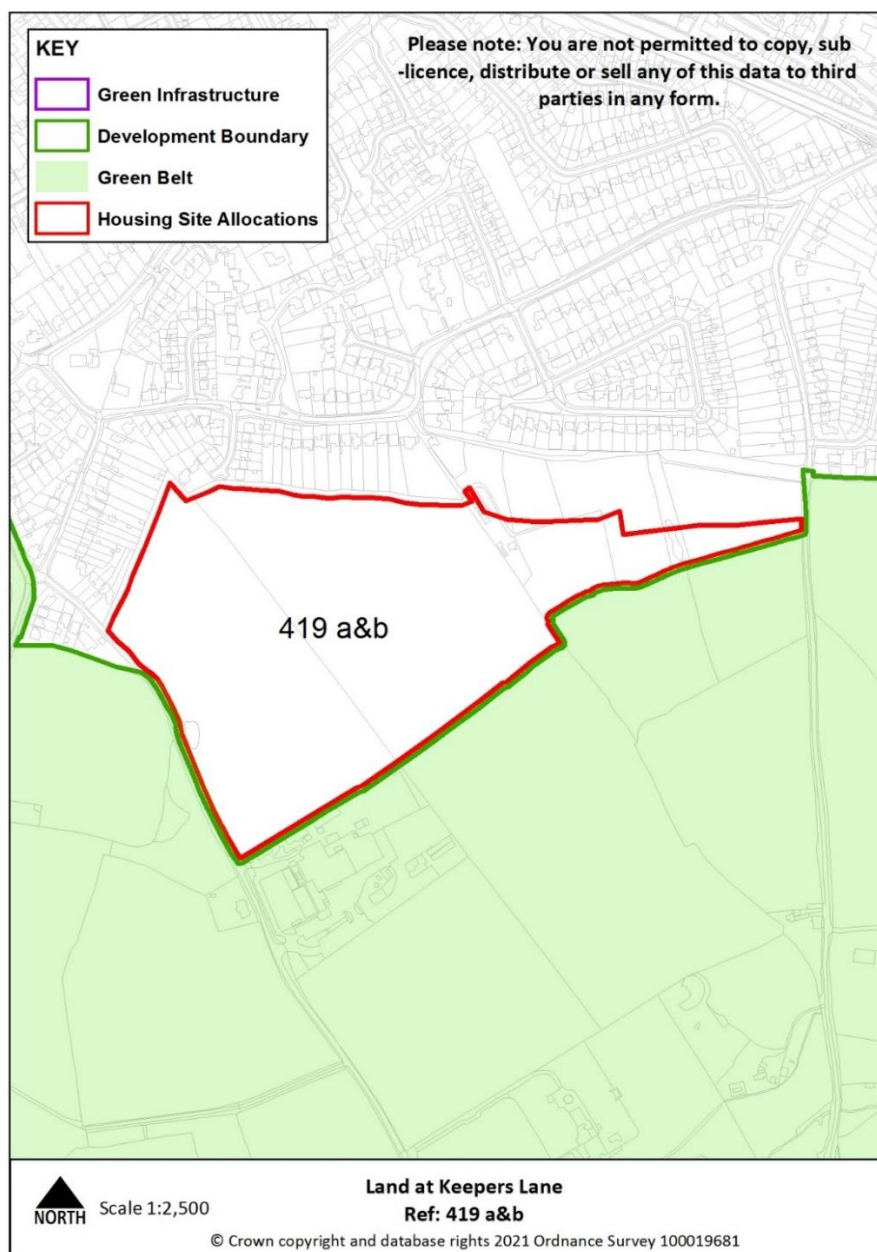 KEY
Green Infrastructure
Development Boundary
Green Belt
Housing Site Allocations
Please note: You are not permitted to copy, sub
-licence, distribute or sell any of this data to third
parties in any form.
419 a&b
NORTH
Scale 1:2,500
Land at Keepers Lane
Ref: 419 a&b
© Crown copyright and database rights 2021 Ordnance Survey 100019681